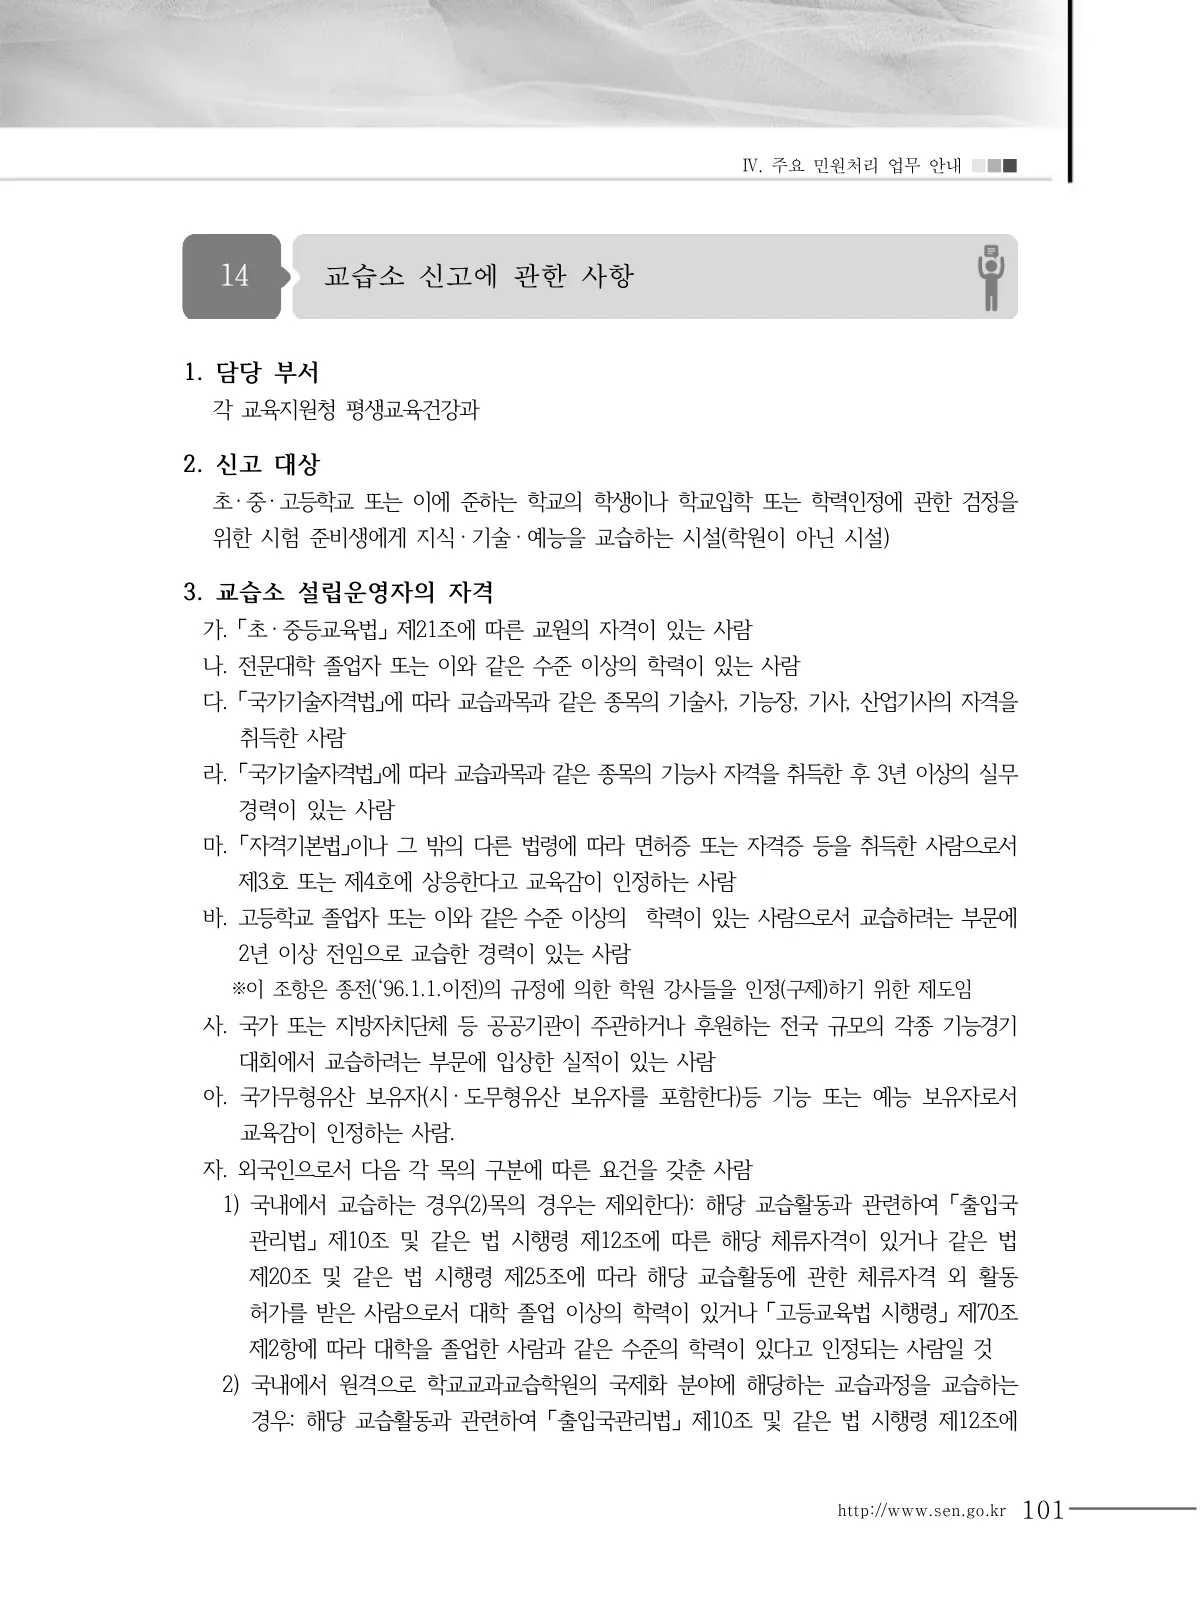 Ⅳ. 주요 민원처리 업무 안내
14
교습소 신고에 관한 사항
1. 담당 부서
각 교육지원청 평생교육건강과
2. 신고 대상
초·중·고등학교 또는 이에 준하는 학교의 학생이나 학교입학 또는 학력인정에 관한 검정을
위한 시험 준비생에게 지식·기술·예능을 교습하는 시설(학원이 아닌 시설)
3. 교습소 설립운영자의 자격
가. 「초·중등교육법」 제21조에 따른 교원의 자격이 있는 사람
나. 전문대학 졸업자 또는 이와 같은 수준 이상의 학력이 있는 사람
다. 「국가기술자격법」에 따라 교습과목과 같은 종목의 기술사, 기능장, 기사, 산업기사의 자격을
취득한 사람
라. 「국가기술자격법」에 따라 교습과목과 같은 종목의 기능사 자격을 취득한 후 3년 이상의 실무
경력이 있는 사람
마. 「자격기본법」이나 그 밖의 다른 법령에 따라 면허증 또는 자격증 등을 취득한 사람으로서
제3호 또는 제4호에 상응한다고 교육감이 인정하는 사람
바. 고등학교 졸업자 또는 이와 같은 수준 이상의 학력이 있는 사람으로서 교습하려는 부문에
2년 이상 전임으로 교습한 경력이 있는 사람
※이 조항은 종전(‘96.1.1.이전)의 규정에 의한 학원 강사들을 인정(구제)하기 위한 제도임
사. 국가 또는 지방자치단체 등 공공기관이 주관하거나 후원하는 전국 규모의 각종 기능경기
대회에서 교습하려는 부문에 입상한 실적이 있는 사람
아. 국가무형유산 보유자(시·도무형유산 보유자를 포함한다)등 기능 또는 예능 보유자로서
교육감이 인정하는 사람.
자. 외국인으로서 다음 각 목의 구분에 따른 요건을 갖춘 사람
1) 국내에서 교습하는 경우(2)목의 경우는 제외한다): 해당 교습활동과 관련하여 「출입국
관리법」 제10조 및 같은 법 시행령 제12조에 따른 해당 체류자격이 있거나 같은 법
제20조 및 같은 법 시행령 제25조에 따라 해당 교습활동에 관한 체류자격 외 활동
허가를 받은 사람으로서 대학 졸업 이상의 학력이 있거나 「고등교육법 시행령」 제70조
제2항에 따라 대학을 졸업한 사람과 같은 수준의 학력이 있다고 인정되는 사람일 것
2) 국내에서 원격으로 학교교과교습학원의 국제화 분야에 해당하는 교습과정을 교습하는
경우: 해당 교습활동과 관련하여 「출입국관리법」 제10조 및 같은 법 시행령 제12조에
http://www.sen.go.kr 101